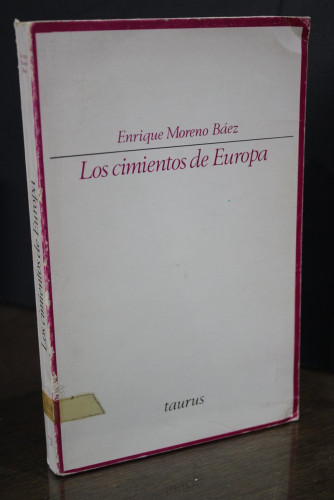 Enrique Moreno Báez
Los cimientos de Europa
taurus
Los cimientos de Europa